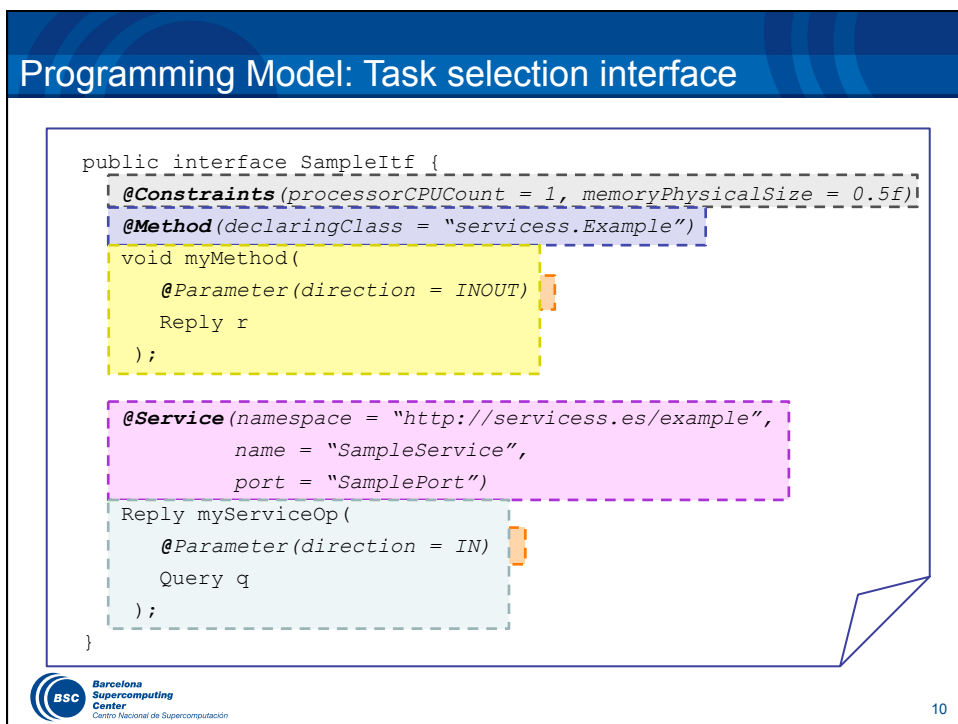 Programming Model: Task selection interface
public interface SampleItf {
@Constraints(processorCPUCount = 1, memoryPhysicalSize = 0.5f)
@Method(declaringClass = “servicess.Example”)
void myMethod(
@Parameter(direction = INOUT)
Reply r
);
@Service(namespace = “http://servicess.es/example”,
name = “SampleService”,
port = “SamplePort”)
Reply myServiceOp(
@Parameter(direction = IN)
Query q
);
}
BSC
Barcelona
Supercomputing
Center
Centro Nacional de Supercomputación
10